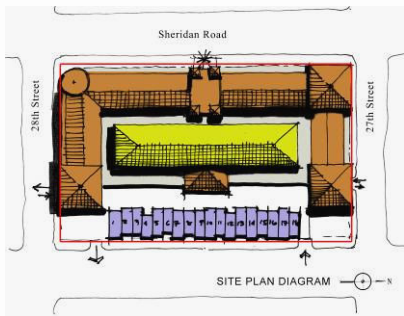 Sheridan Road
28th Street
27th Street
SITE PLAN DIAGRAM
N